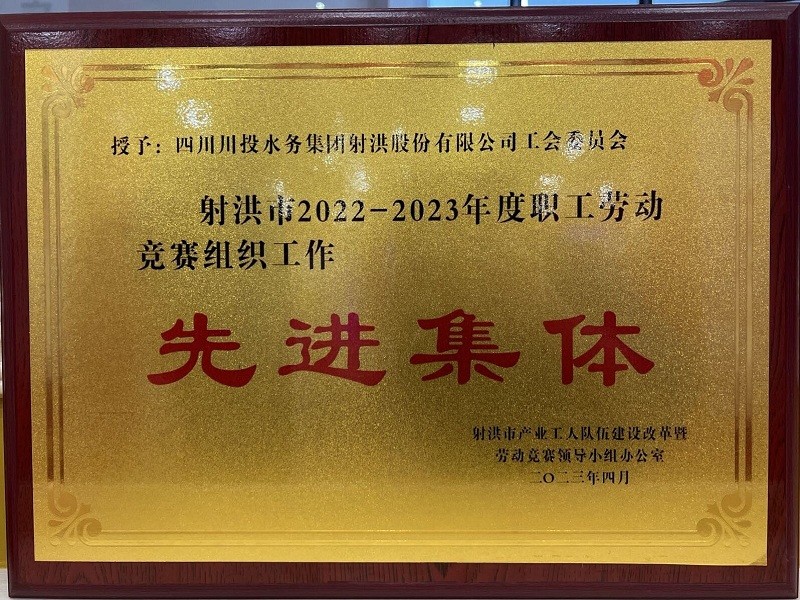 授予：四川川投水务集团射洪股份有限公司工会委员会
射洪市2022-2023年度职工劳动
竞赛组织工作
先进集体
射洪市产业工人队伍建设改革暨
劳动竞赛领导小组办公室
二〇二三年四月